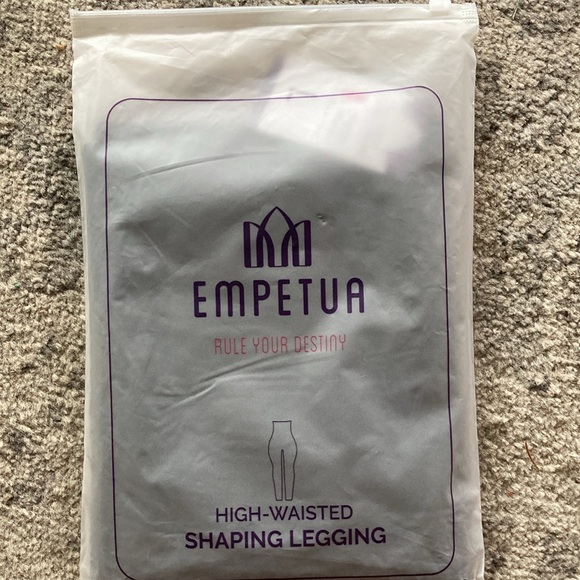 EMPETUA
RULE YOUR DESTINY
HIGH-WAISTED
SHAPING LEGGING